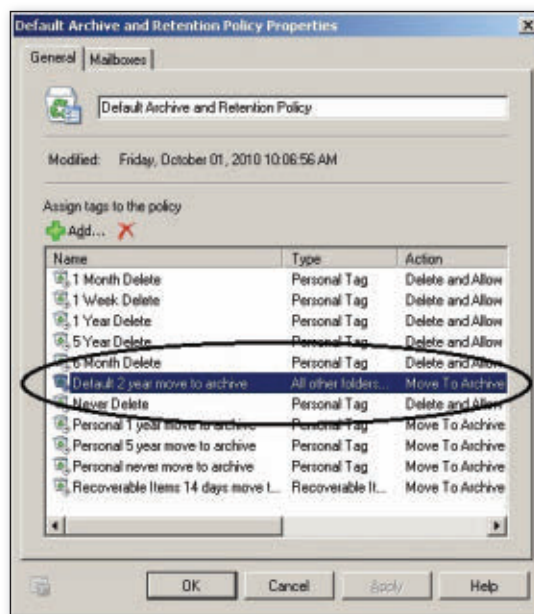 Default Archive and Retention Policy Properties
General Mailboxes
Default Archive and Retention Policy
Modified: Friday, October 01, 2010 10:06:56 AM
Assign tags to the policy
Add...
Name Type Action
1 Month Delete Personal Tag Delete and Allow
1 Week Delete Personal Tag Delete and Allow
1 Year Delete Personal Tag Delete and Allow
5 Year Delete Personal Tag Delete and Allow
6 Month Delete Personal Tag Delete and Allow
Default 2 year move to archive All other folders... Move To Archive
Never Delete Personal Tag Delete and Allow
Personal 1 year move to archive Personal Tag Move To Archive
Personal 5 year move to archive Personal Tag Move To Archive
Personal never move to archive Personal Tag Move To Archive
Recoverable Items 14 days move t... Recoverable It... Move To Archive
OK Cancel Apply Help